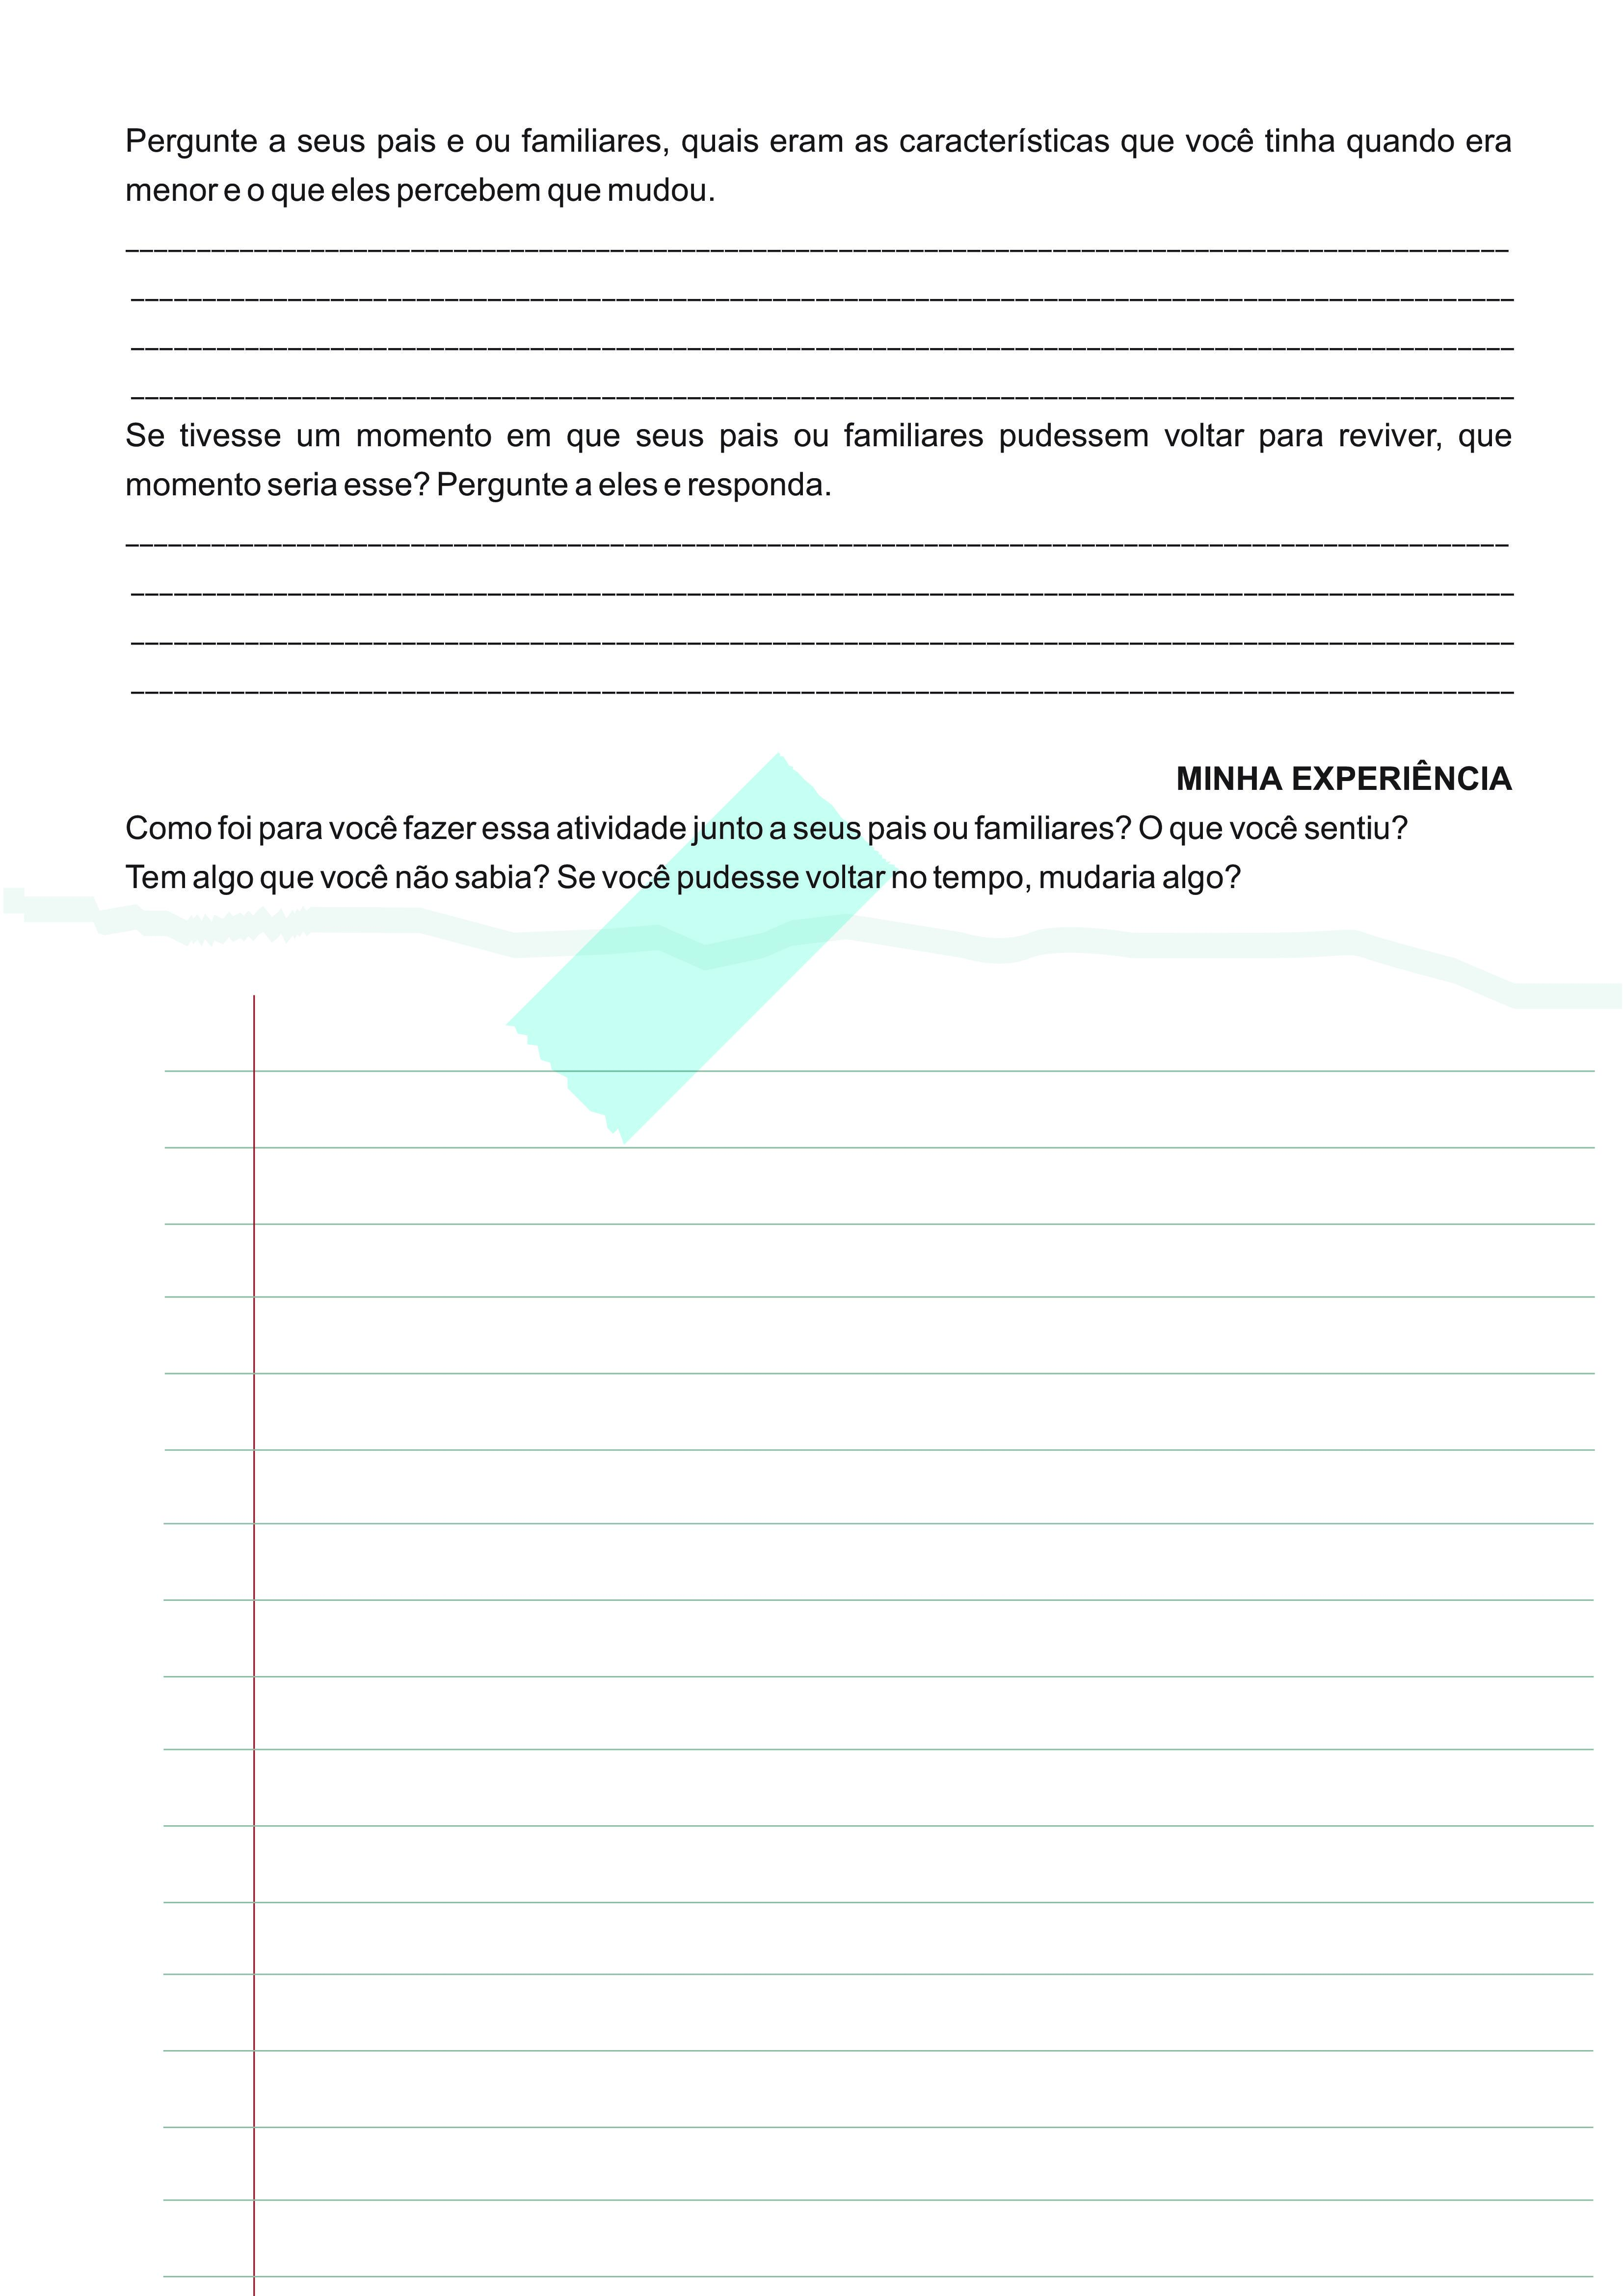 Pergunte a seus pais e ou familiares, quais eram as características que você tinha quando era
menor e o que eles percebem que mudou.
Se tivesse um momento em que seus pais ou familiares pudessem voltar para reviver, que
momento seria esse? Pergunte a eles e responda.
MINHA EXPERIÊNCIA
Como foi para você fazer essa atividade junto a seus pais ou familiares? O que você sentiu?
Tem algo que você não sabia? Se você pudesse voltar no tempo, mudaria algo?